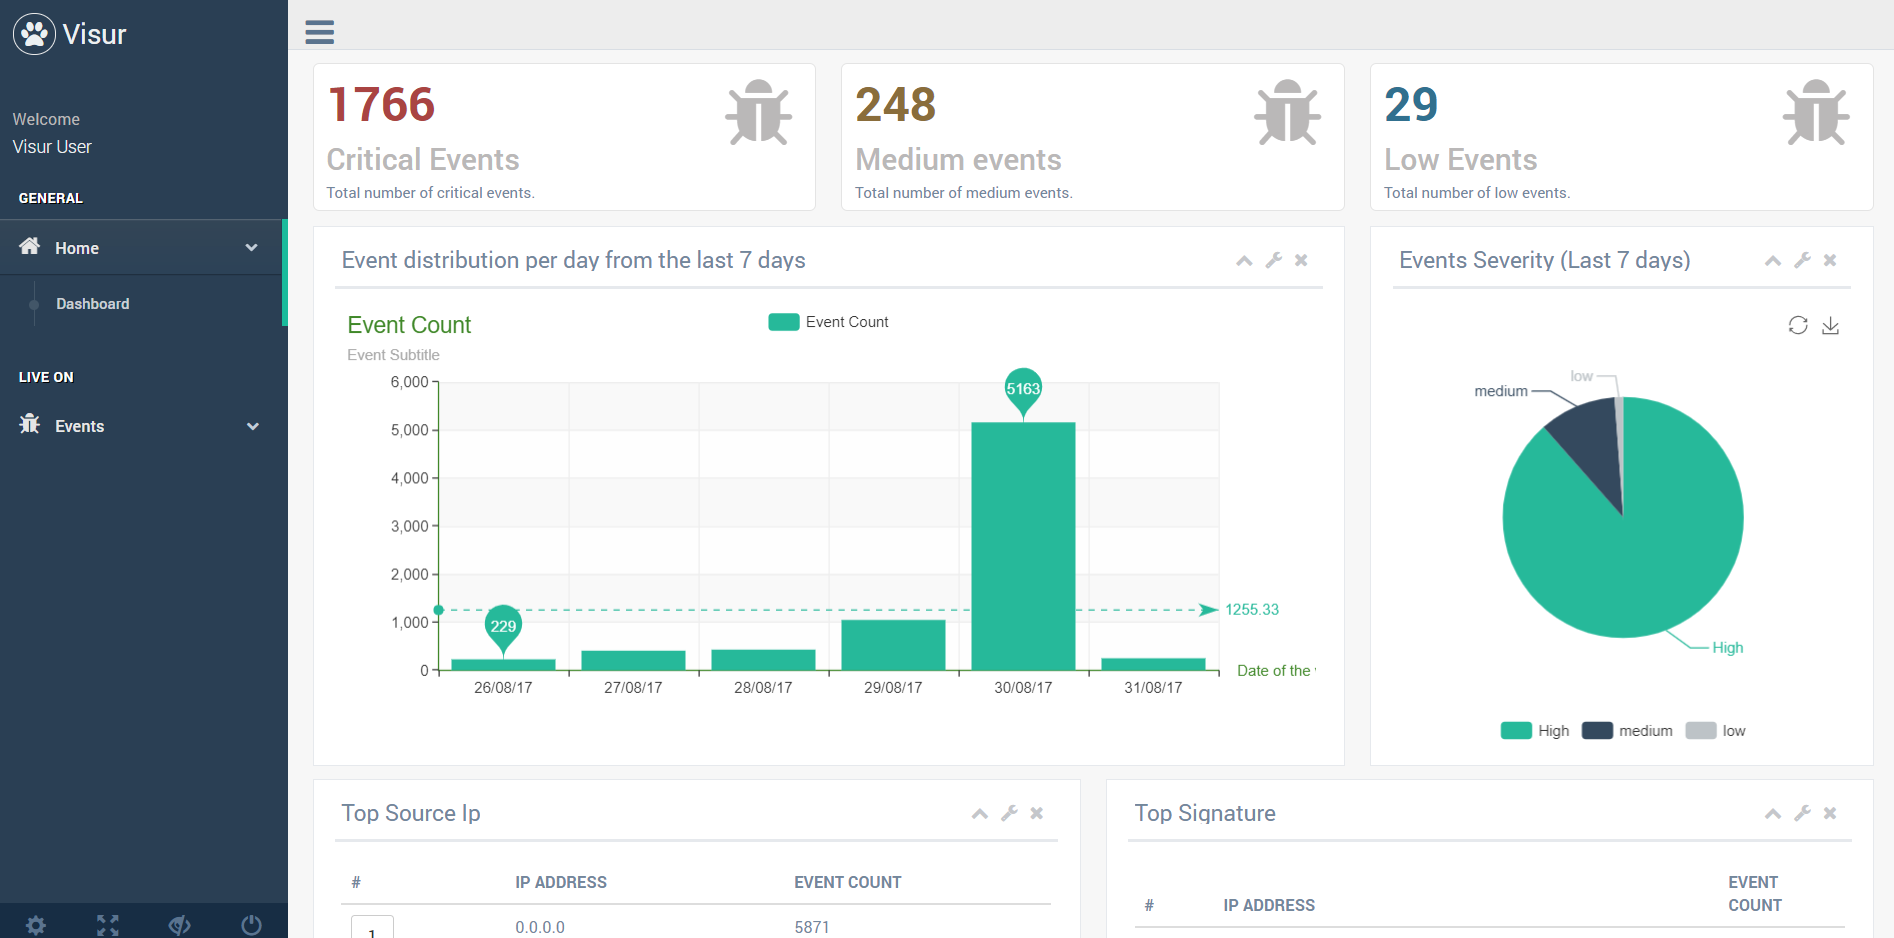 Visur
Welcome
Visur User
GENERAL
Home
Dashboard
LIVE ON
Events
1766
Critical Events
Total number of critical events.
248
Medium events
Total number of medium events.
29
Low Events
Total number of low events.
Event distribution per day from the last 7 days
Event Count
Event Subtitle
Event Count
6,000
5,000
4,000
3,000
2,000
1,000
0
229
5163
1255.33
26/08/17
27/08/17
28/08/17
29/08/17
30/08/17
31/08/17
Date of the
Events Severity (Last 7 days)
low
medium
High
High
medium
low
Top Source Ip
# IP ADDRESS EVENT COUNT
1 0.0.0.0 5871
Top Signature
# IP ADDRESS EVENT
COUNT